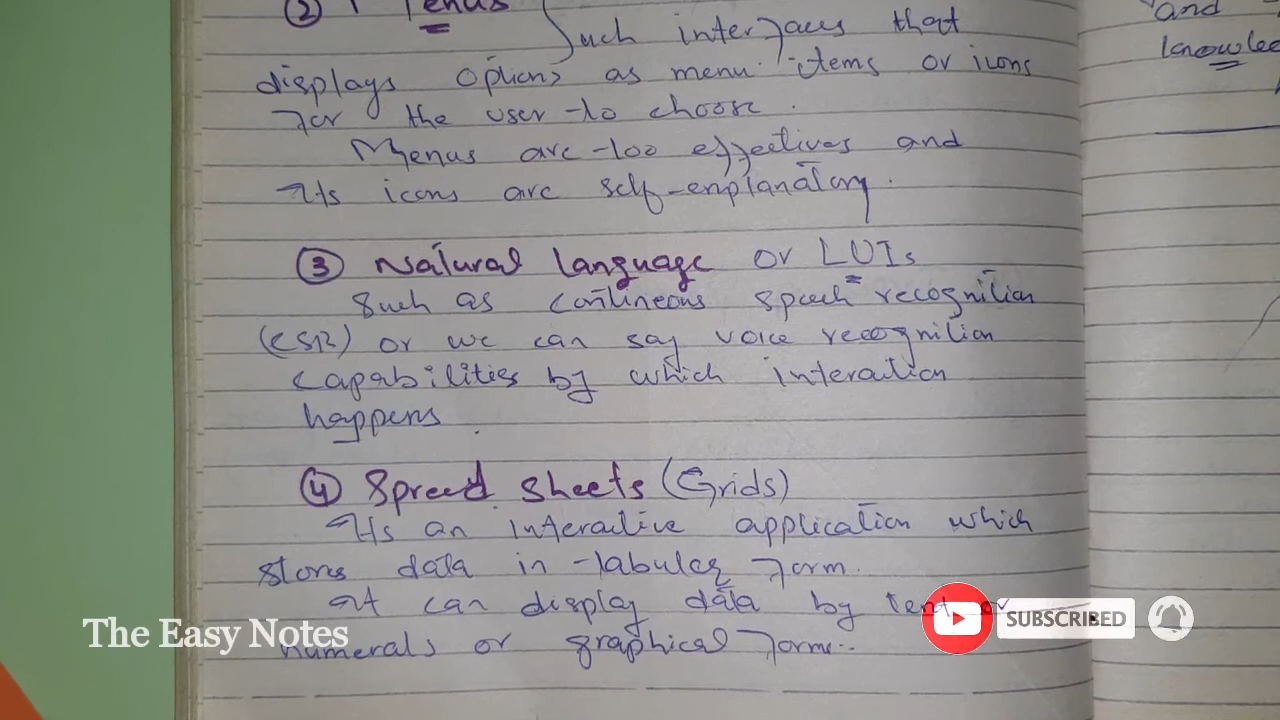 ② Menus
Such interfaces that
displays options as menu items or icons
for the user to choose.
Menus are too effectives and
Its icons are self-enplanatory.
③ Natural language or LUIs
Such as contineous speech recognition
(CSR) or we can say voice recognition
capabilities by which interaction
happens.
④ Spreed sheets (Grids)
Its an interactive application which
stores data in tabular form.
It can display data by text or
numerals or graphical forms.
and
knowle
The Easy Notes
SUBSCRIBED